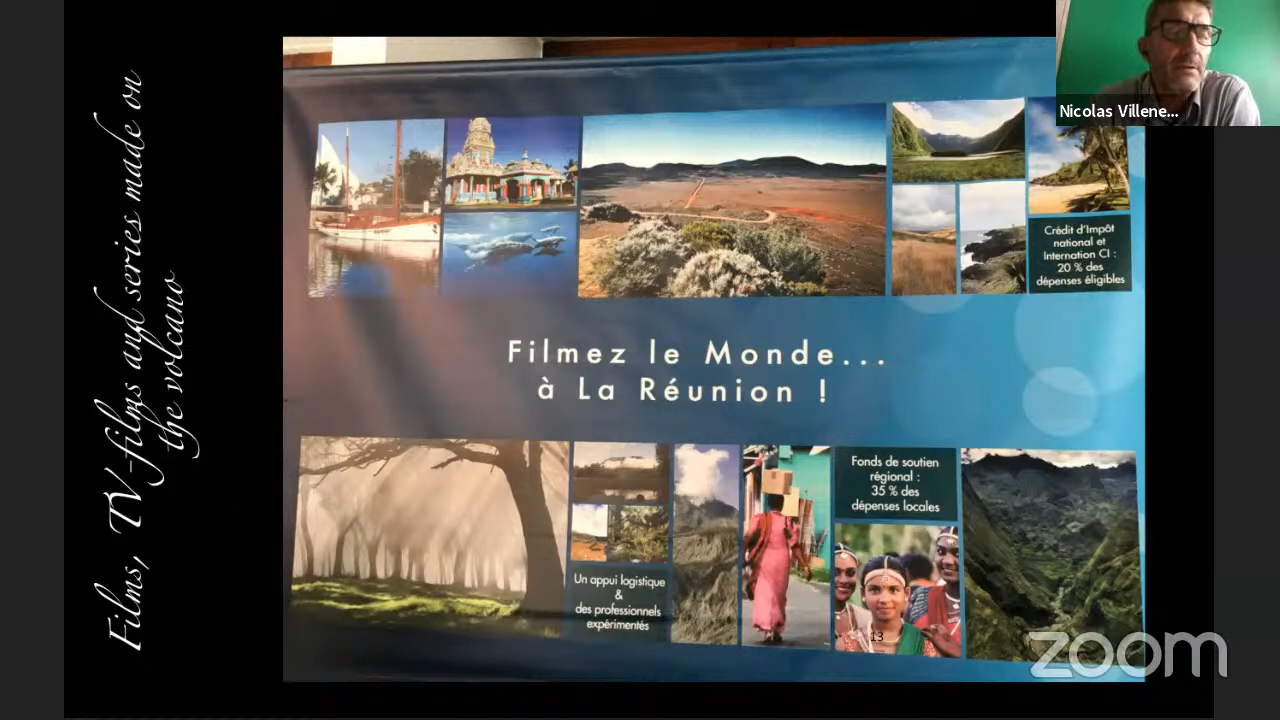 Films, TV-films and series made on
the volcano
Nicolas Villene...
Crédit d'Impôt
national et
Internation CI :
20 % des
dépenses éligibles
Filmez le Monde...
à La Réunion !
Fonds de soutien
régional :
35 % des
dépenses locales
Un appui logistique
&
des professionnels
expérimentés
13
zoom